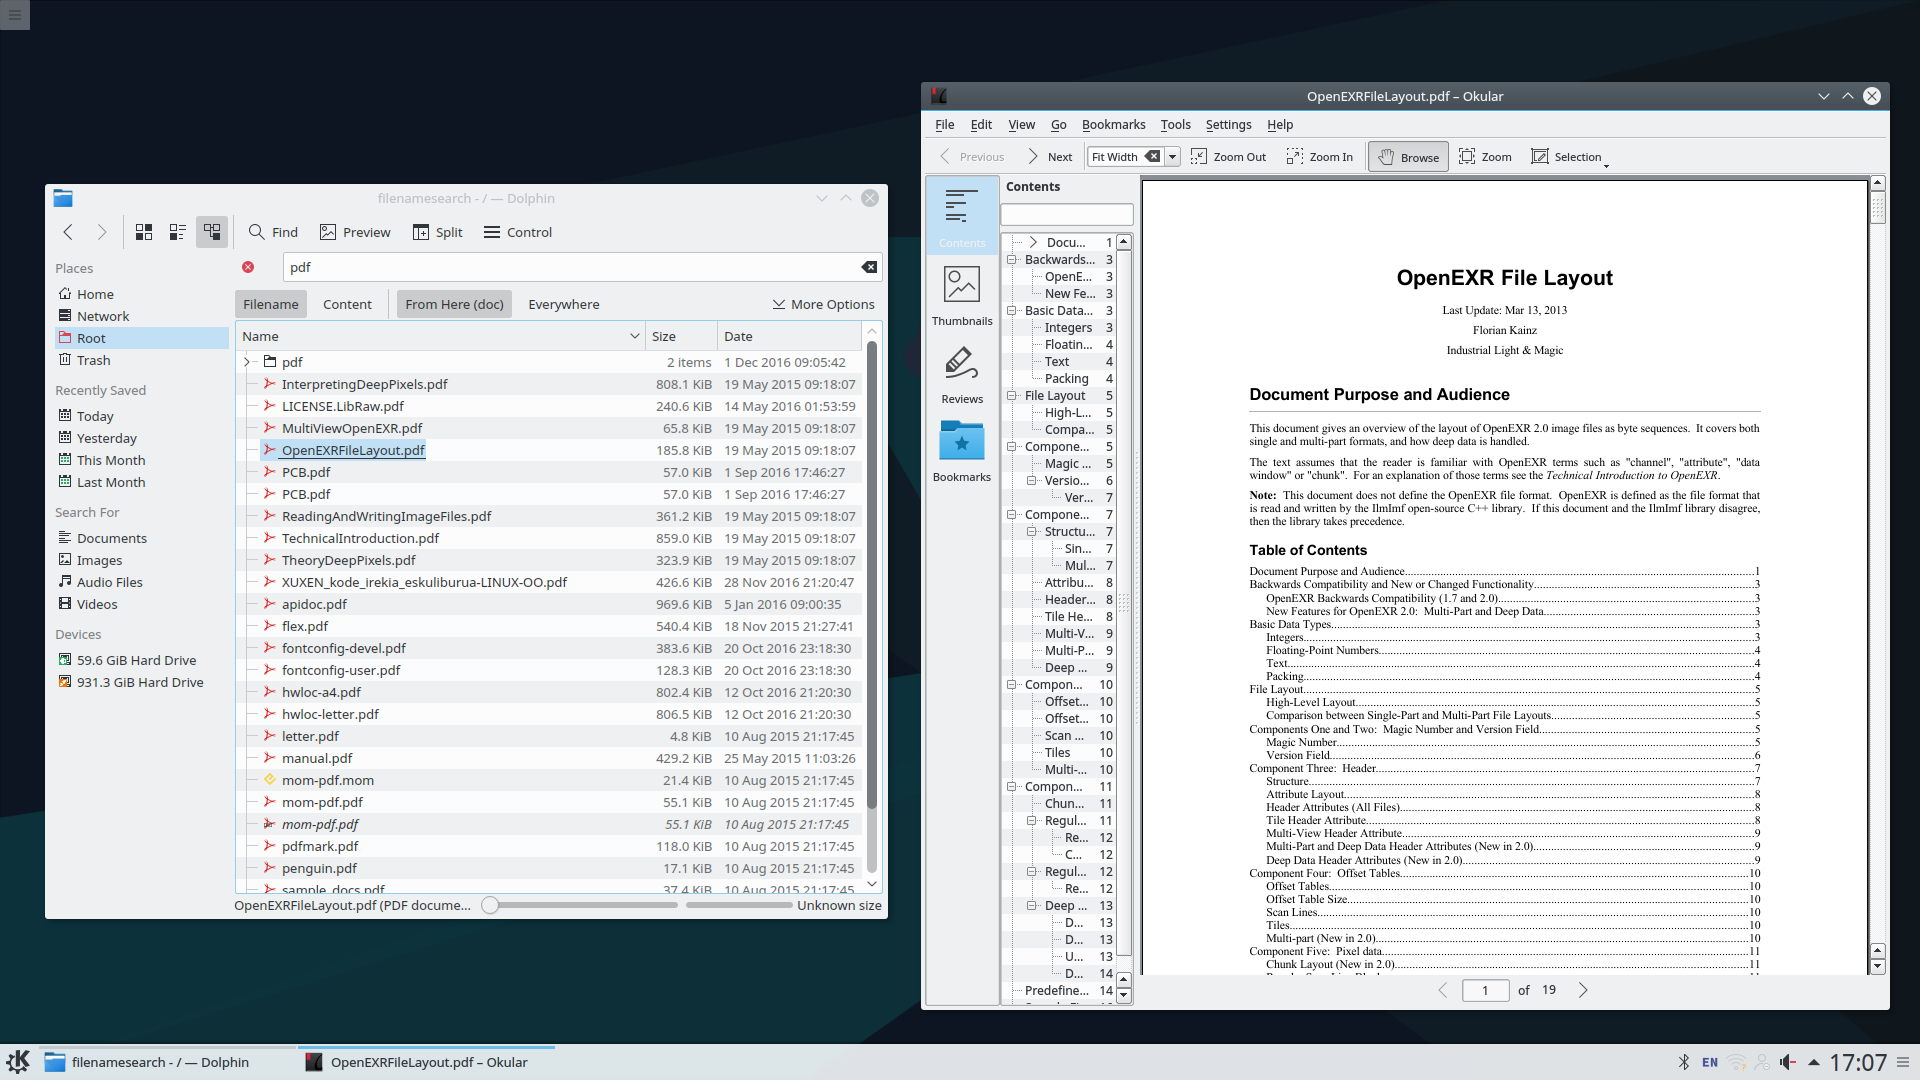 filenamesearch - / — Dolphin
Find
Preview
Split
Control
Places
Home
Network
Root
Trash
Recently Saved
Today
Yesterday
This Month
Last Month
Search For
Documents
Images
Audio Files
Videos
Devices
59.6 GiB Hard Drive
931.3 GiB Hard Drive
pdf
Filename Content From Here (doc) Everywhere More Options
Name Size Date
pdf 2 items 1 Dec 2016 09:05:42
InterpretingDeepPixels.pdf 808.1 KiB 19 May 2015 09:18:07
LICENSE.LibRaw.pdf 240.6 KiB 14 May 2016 01:53:59
MultiViewOpenEXR.pdf 65.8 KiB 19 May 2015 09:18:07
OpenEXRFileLayout.pdf 185.8 KiB 19 May 2015 09:18:07
PCB.pdf 57.0 KiB 1 Sep 2016 17:46:27
PCB.pdf 57.0 KiB 1 Sep 2016 17:46:27
ReadingAndWritingImageFiles.pdf 361.2 KiB 19 May 2015 09:18:07
TechnicalIntroduction.pdf 859.0 KiB 19 May 2015 09:18:07
TheoryDeepPixels.pdf 323.9 KiB 19 May 2015 09:18:07
XUXEN_kode_irekia_eskuliburua-LINUX-OO.pdf 426.6 KiB 28 Nov 2016 21:20:47
apidoc.pdf 969.6 KiB 5 Jan 2016 09:00:35
flex.pdf 540.4 KiB 18 Nov 2015 21:27:41
fontconfig-devel.pdf 383.6 KiB 20 Oct 2016 23:18:30
fontconfig-user.pdf 128.3 KiB 20 Oct 2016 23:18:30
hwloc-a4.pdf 802.4 KiB 12 Oct 2016 21:20:30
hwloc-letter.pdf 806.5 KiB 12 Oct 2016 21:20:30
letter.pdf 4.8 KiB 10 Aug 2015 21:17:45
manual.pdf 429.2 KiB 25 May 2015 11:03:26
mom-pdf.mom 21.4 KiB 10 Aug 2015 21:17:45
mom-pdf.pdf 55.1 KiB 10 Aug 2015 21:17:45
mom-pdf.pdf 55.1 KiB 10 Aug 2015 21:17:45
pdfmark.pdf 118.0 KiB 10 Aug 2015 21:17:45
penguin.pdf 17.1 KiB 10 Aug 2015 21:17:45
sample_docs.pdf 37.4 KiB 10 Aug 2015 21:17:45
OpenEXRFileLayout.pdf (PDF docume... Unknown size
OpenEXRFileLayout.pdf – Okular
File Edit View Go Bookmarks Tools Settings Help
Previous Next Fit Width Zoom Out Zoom In Browse Zoom Selection
Contents
Thumbnails
Reviews
Bookmarks
Contents
Docu... 1
Backwards... 3
OpenE... 3
New Fe... 3
Basic Data... 3
Integers 3
Floatin... 4
Text 4
Packing 4
File Layout 5
High-L... 5
Compa... 5
Compone... 5
Magic ... 5
Versio... 6
Ver... 7
Compone... 7
Structu... 7
Sin... 7
Mul... 7
Attribu... 8
Header... 8
Tile He... 8
Multi-V... 9
Multi-P... 9
Deep ... 9
Compon... 10
Offset... 10
Offset... 10
Scan ... 10
Tiles 10
Multi-... 10
Compon... 11
Chun... 11
Regul... 11
Re... 12
C... 12
Regul... 12
Re... 12
Deep ... 13
D... 13
D... 13
U... 13
D... 14
Predefine... 14
OpenEXR File Layout
Last Update: Mar 13, 2013
Florian Kainz
Industrial Light & Magic
Document Purpose and Audience
This document gives an overview of the layout of OpenEXR 2.0 image files as byte sequences. It covers both
single and multi-part formats, and how deep data is handled.
The text assumes that the reader is familiar with OpenEXR terms such as "channel", "attribute", "data
window" or "chunk". For an explanation of those terms see the Technical Introduction to OpenEXR.
Note: This document does not define the OpenEXR file format. OpenEXR is defined as the file format that
is read and written by the IlmImf open-source C++ library. If this document and the IlmImf library disagree,
then the library takes precedence.
Table of Contents
Document Purpose and Audience...1
Backwards Compatibility and New or Changed Functionality...3
OpenEXR Backwards Compatibility (1.7 and 2.0)...3
New Features for OpenEXR 2.0: Multi-Part and Deep Data...3
Basic Data Types...3
Integers...3
Floating-Point Numbers...4
Text...4
Packing...4
File Layout...5
High-Level Layout...5
Comparison between Single-Part and Multi-Part File Layouts...5
Components One and Two: Magic Number and Version Field...5
Magic Number...5
Version Field...6
Component Three: Header...7
Structure...7
Attribute Layout...8
Header Attributes (All Files)...8
Tile Header Attribute...8
Multi-View Header Attribute...9
Multi-Part and Deep Data Header Attributes (New in 2.0)...9
Deep Data Header Attributes (New in 2.0)...9
Component Four: Offset Tables...10
Offset Tables...10
Offset Table Size...10
Scan Lines...10
Tiles...10
Multi-part (New in 2.0)...10
Component Five: Pixel data...11
Chunk Layout (New in 2.0)...11
1 of 19
filenamesearch - / — Dolphin
OpenEXRFileLayout.pdf – Okular
EN
17:07